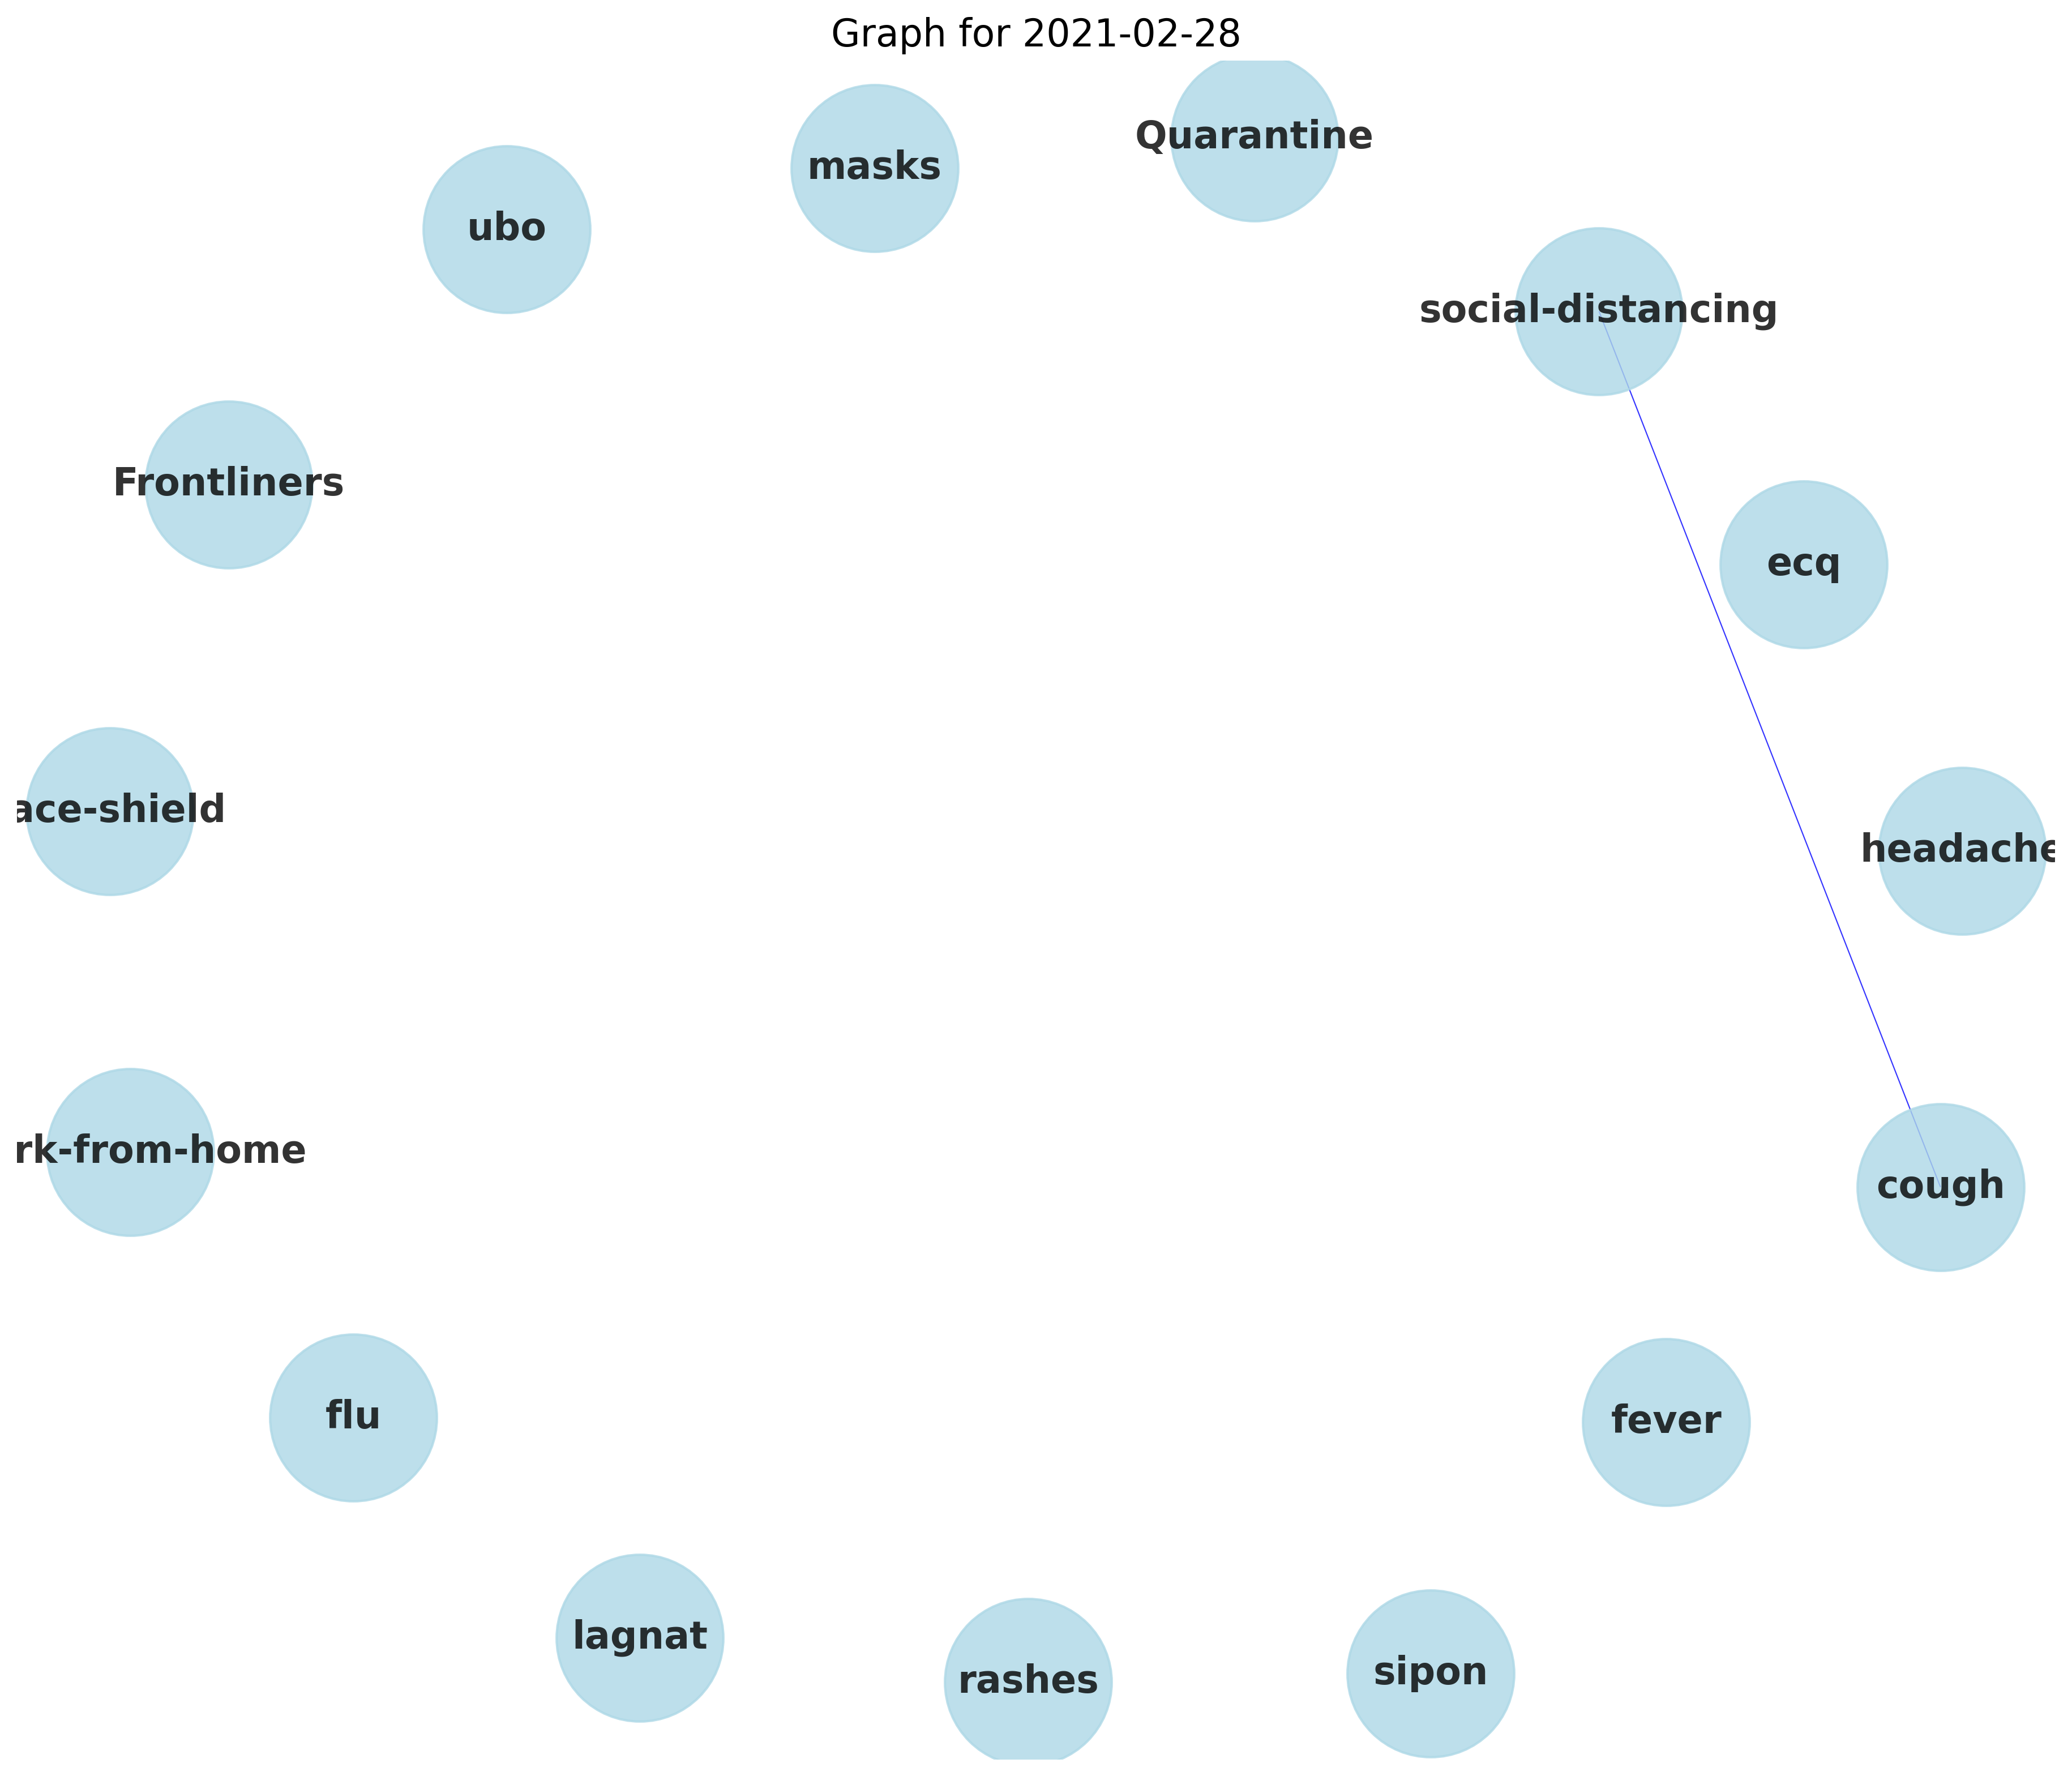 Graph for 2021-02-28
Quarantine
masks
ubo
social-distancing
Frontliners
ecq
ace-shield
headache
rk-from-home
cough
flu
fever
lagnat
rashes
sipon